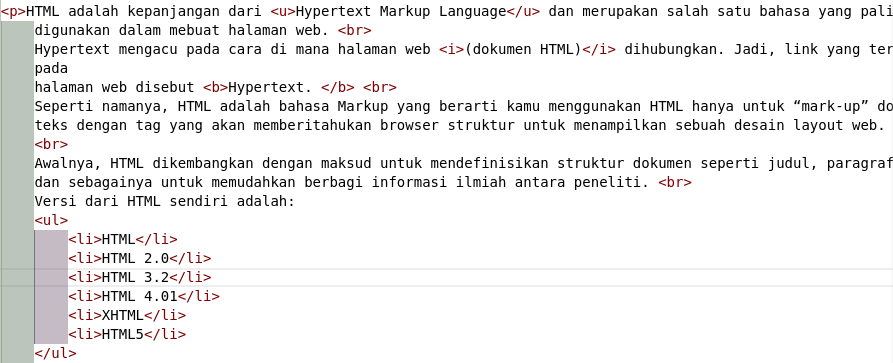 <p>HTML adalah kepanjangan dari <u>Hypertext Markup Language</u> dan merupakan salah satu bahasa yang pali
digunakan dalam mebuat halaman web. <br>
Hypertext mengacu pada cara di mana halaman web <i>(dokumen HTML)</i> dihubungkan. Jadi, link yang ter
pada
halaman web disebut <b>Hypertext. </b> <br>
Seperti namanya, HTML adalah bahasa Markup yang berarti kamu menggunakan HTML hanya untuk “mark-up” do
teks dengan tag yang akan memberitahukan browser struktur untuk menampilkan sebuah desain layout web.
<br>
Awalnya, HTML dikembangkan dengan maksud untuk mendefinisikan struktur dokumen seperti judul, paragraf
dan sebagainya untuk memudahkan berbagi informasi ilmiah antara peneliti. <br>
Versi dari HTML sendiri adalah:
<ul>
<li>HTML</li>
<li>HTML 2.0</li>
<li>HTML 3.2</li>
<li>HTML 4.01</li>
<li>XHTML</li>
<li>HTML5</li>
</ul>